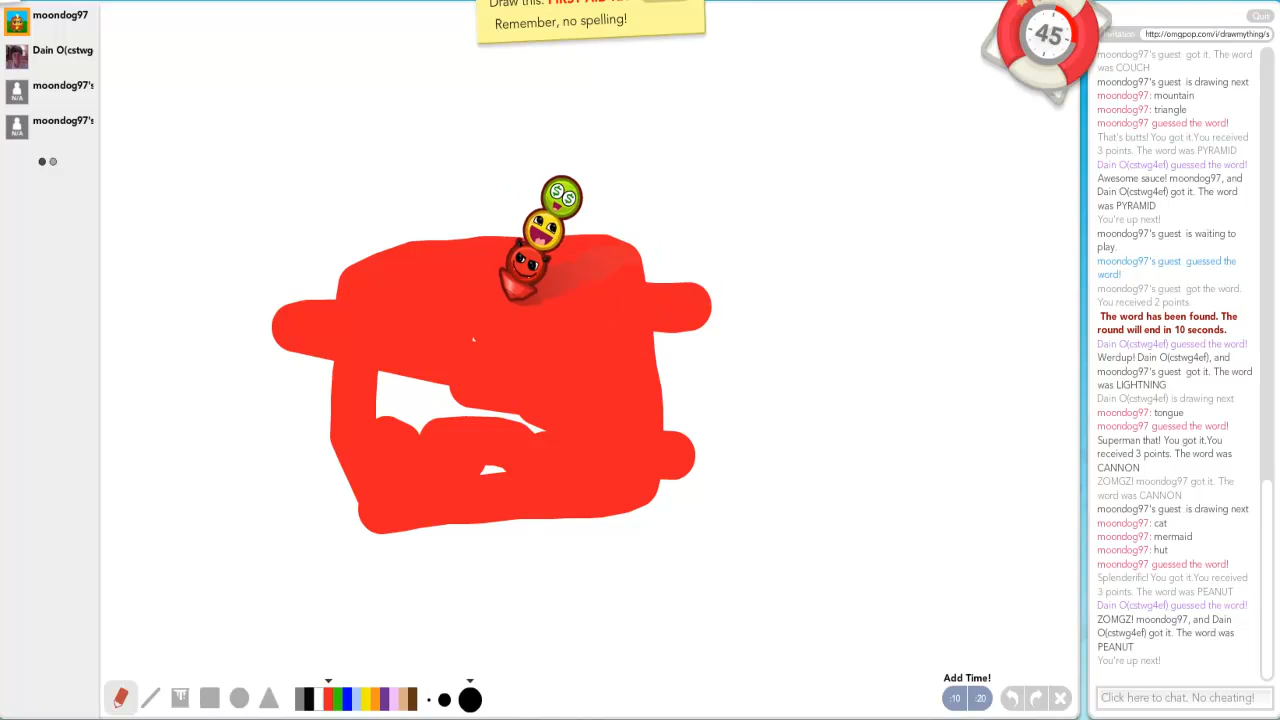 moondog97
Dain O(cstwg
moondog97's
moondog97's
N/A
N/A
Draw this: FIRST AID
Remember, no spelling!
45
Quit
http://omgpop.com/i/drawmything/s
moondog97's guest got it. The word
was COUCH
moondog97's guest is drawing next
moondog97: mountain
moondog97: triangle
moondog97 guessed the word!
That's butts! You got it.You received
3 points. The word was PYRAMID
Dain O(cstwg4ef) guessed the word!
Awesome sauce! moondog97, and
Dain O(cstwg4ef) got it. The word
was PYRAMID
You're up next!
moondog97's guest is waiting to
play.
moondog97's guest guessed the
word!
moondog97's guest got the word.
You received 2 points.
The word has been found. The
round will end in 10 seconds.
Dain O(cstwg4ef) guessed the word!
Werdup! Dain O(cstwg4ef), and
moondog97's guest got it. The word
was LIGHTNING
Dain O(cstwg4ef) is drawing next
moondog97: tongue
moondog97 guessed the word!
Superman that! You got it.You
received 3 points. The word was
CANNON
ZOMGZ! moondog97 got it. The
word was CANNON
moondog97's guest is drawing next
moondog97: cat
moondog97: mermaid
moondog97: hut
moondog97 guessed the word!
Splenderific! You got it.You received
3 points. The word was PEANUT
Dain O(cstwg4ef) guessed the word!
ZOMGZ! moondog97, and Dain
O(cstwg4ef) got it. The word was
PEANUT
You're up next!
Add Time!
:10 :20
Click here to chat. No cheating!